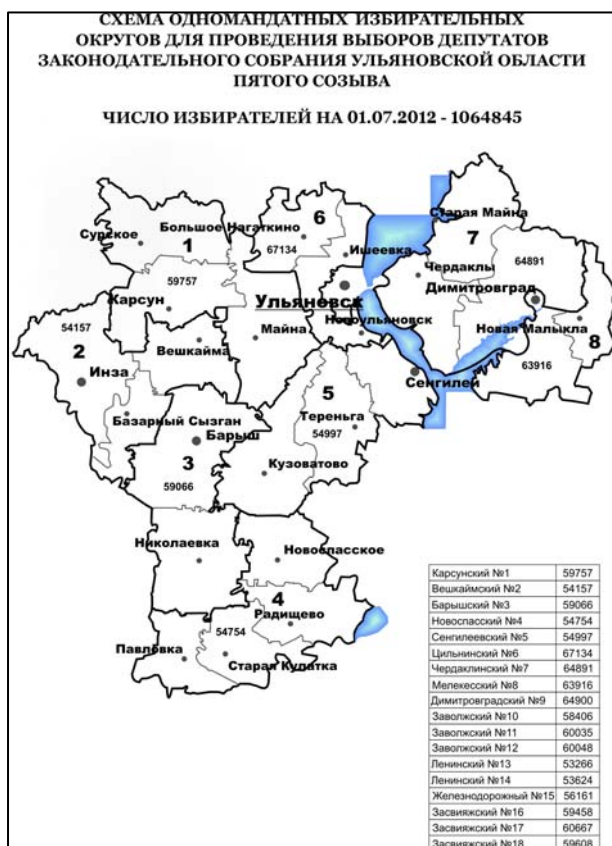 СХЕМА ОДНОМАНДАТНЫХ ИЗБИРАТЕЛЬНЫХ
ОКРУГОВ ДЛЯ ПРОВЕДЕНИЯ ВЫБОРОВ ДЕПУТАТОВ
ЗАКОНОДАТЕЛЬНОГО СОБРАНИЯ УЛЬЯНОВСКОЙ ОБЛАСТИ
ПЯТОГО СОЗЫВА
ЧИСЛО ИЗБИРАТЕЛЕЙ НА 01.07.2012 - 1064845
Старая Майна
6
Большое Нагаткино
Сурское
1
67134
Ишеевка
7
64891
Чердаклы
59757
Димитровград
Ульяновск
Карсун
54157
Новоульяновск
Новая Малыкла
Майна
8
2
Вешкайма
63916
Инза
Сенгилей
5
Базарный Сызган
Тереньга
Барыш
54997
3
Кузоватово
59066
Николаевка
Новоспасское
4
Радищево
54754
Павловка
Старая Кулатка
Карсунский №1 59757
Вешкаймский №2 54157
Барышский №3 59066
Новоспасский №4 54754
Сенгилеевский №5 54997
Цильнинский №6 67134
Чердаклинский №7 64891
Мелекесский №8 63916
Димитровградский №9 64900
Заволжский №10 58406
Заволжский №11 60035
Заволжский №12 60048
Ленинский №13 53266
Ленинский №14 53624
Железнодорожный №15 56161
Засвияжский №16 59458
Засвияжский №17 60667
Засвияжский №18 59608